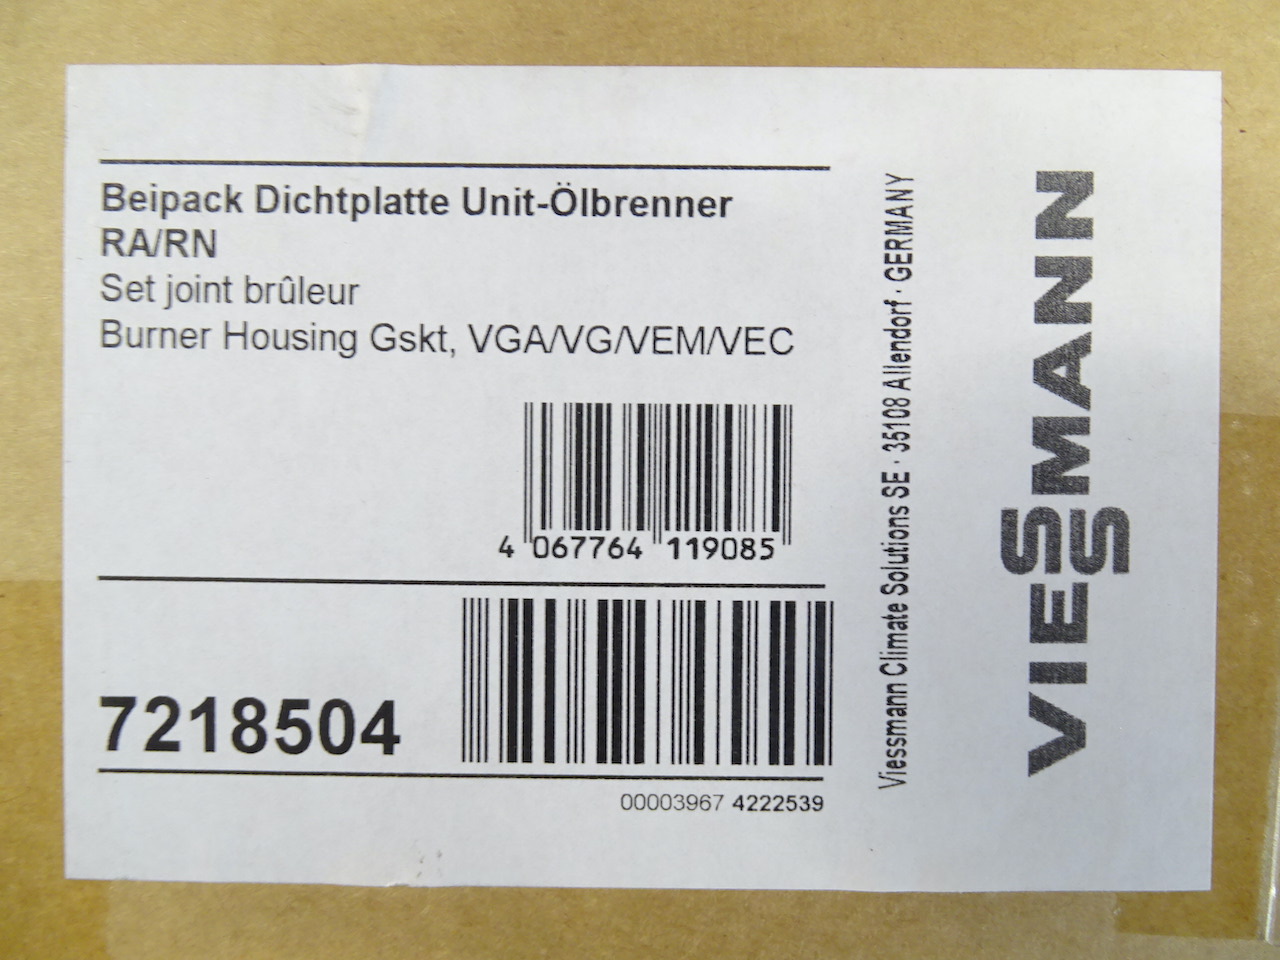 Beipack Dichtplatte Unit-Ölbrenner
RA/RN
Set joint brûleur
Burner Housing Gskt, VGA/VG/VEM/VEC
4 067764 119085
7218504
00003967 4222539
Viessmann Climate Solutions SE · 35108 Allendorf · GERMANY
VIESSMANN